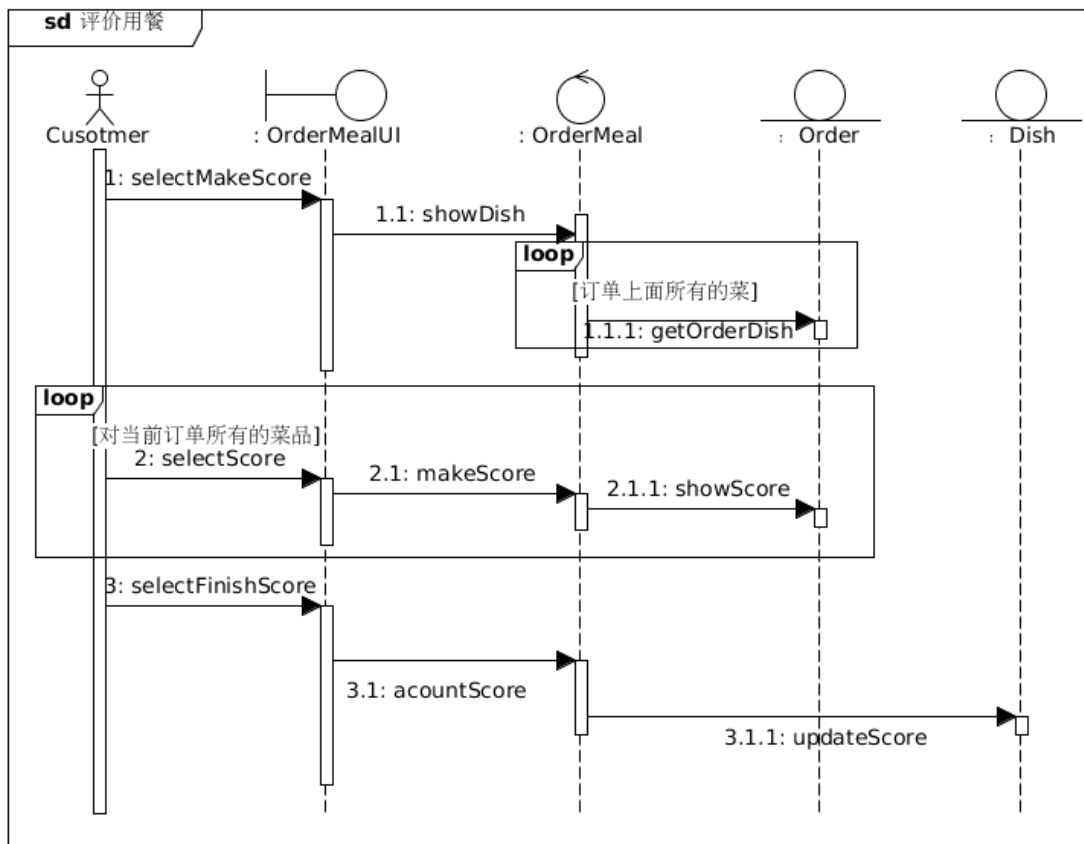 sd 评价用餐
Cusotmer
: OrderMealUI
: OrderMeal
: Order
: Dish
1: selectMakeScore
1.1: showDish
loop
[订单上面所有的菜]
1.1.1: getOrderDish
loop
[对当前订单所有的菜品]
2: selectScore
2.1: makeScore
2.1.1: showScore
3: selectFinishScore
3.1: acountScore
3.1.1: updateScore